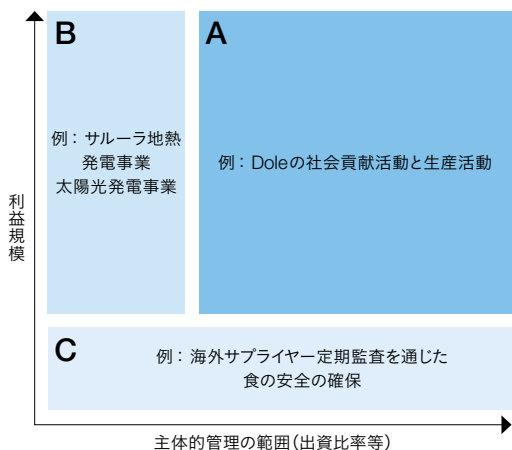 B
例：サルーラ地熱
発電事業
太陽光発電事業
A
例：Doleの社会貢献活動と生産活動
利益規模
C
例：海外サプライヤー定期監査を通じた
食の安全の確保
主体的管理の範囲（出資比率等）